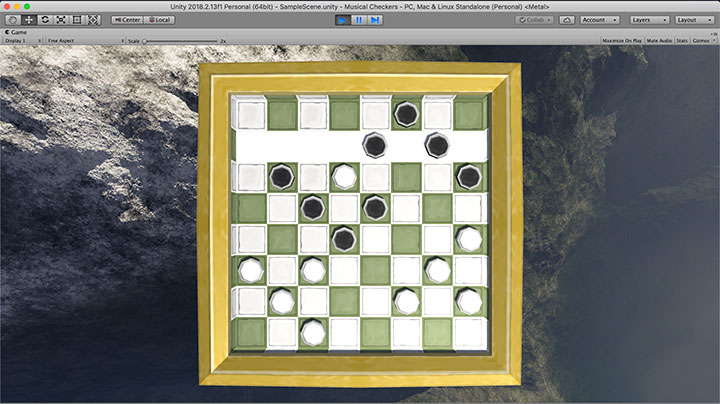 Unity 2018.2.13f1 Personal (64bit) - SampleScene.unity - Musical Checkers - PC, Mac & Linux Standalone (Personal) <Metal>
Center Local Collab Account Layers Layout
Game
Display 1 Free Aspect Scale 2x Maximize On Play Mute Audio Stats Gizmos